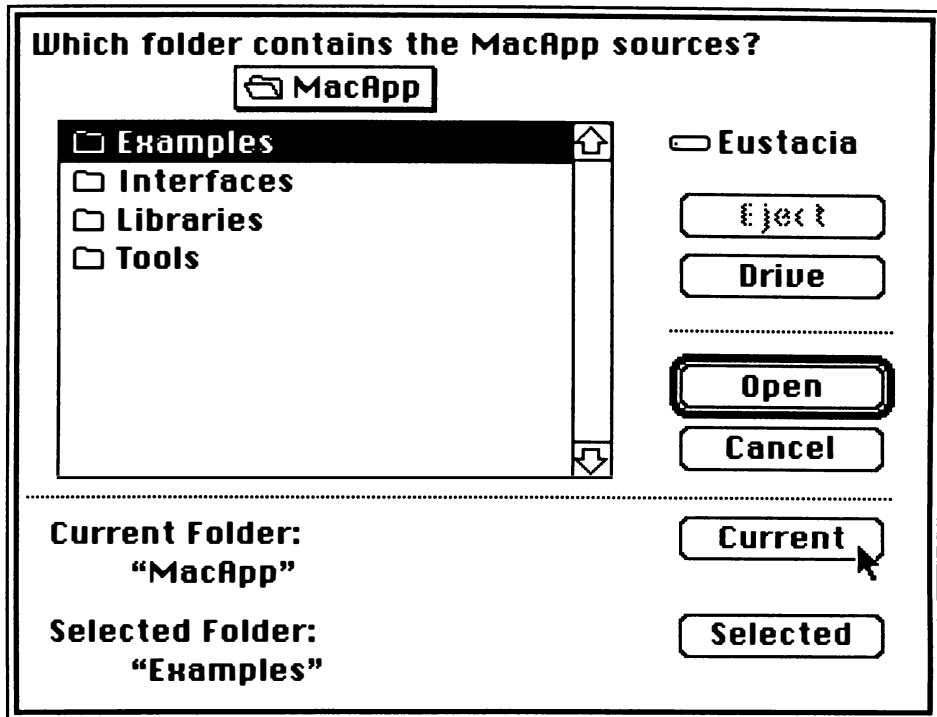 Which folder contains the MacApp sources?
MacApp
Examples
Interfaces
Libraries
Tools
Eustacia
Eject
Drive
Open
Cancel
Current Folder:
“MacApp”
Current
Selected Folder:
“Examples”
Selected